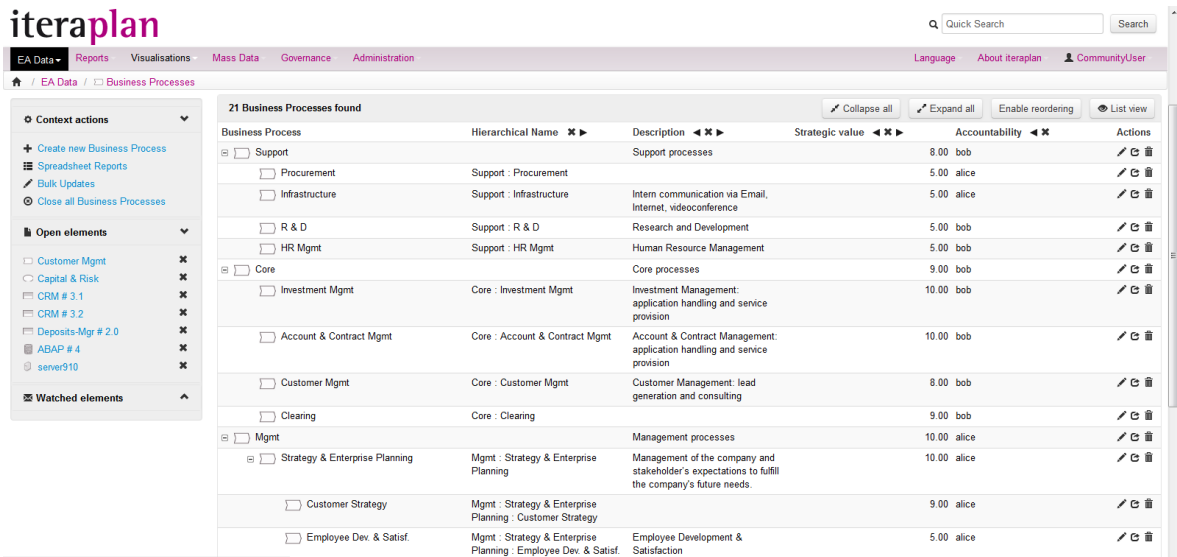 iteraplan
Quick Search
Search
EA Data Reports Visualisations Mass Data Governance Administration
Language About iteraplan CommunityUser
/ EA Data / Business Processes
Context actions
Create new Business Process
Spreadsheet Reports
Bulk Updates
Close all Business Processes
Open elements
Customer Mgmt
Capital & Risk
CRM # 3.1
CRM # 3.2
Deposits-Mgr # 2.0
ABAP # 4
server910
Watched elements
21 Business Processes found
Collapse all Expand all Enable reordering List view
Business Process Hierarchical Name Description Strategic value Accountability Actions
Support Support processes 8.00 bob
Procurement Support : Procurement 5.00 alice
Infrastructure Support : Infrastructure Intern communication via Email, 5.00 alice
Internet, videoconference
R & D Support : R & D Research and Development 5.00 bob
HR Mgmt Support : HR Mgmt Human Resource Management 5.00 bob
Core Core processes 9.00 bob
Investment Mgmt Core : Investment Mgmt Investment Management: 10.00 bob
application handling and service
provision
Account & Contract Mgmt Core : Account & Contract Mgmt Account & Contract Management: 10.00 bob
application handling and service
provision
Customer Mgmt Core : Customer Mgmt Customer Management: lead 8.00 bob
generation and consulting
Clearing Core : Clearing 9.00 bob
Mgmt Management processes 10.00 alice
Strategy & Enterprise Planning Mgmt : Strategy & Enterprise Management of the company and 10.00 alice
Planning stakeholder's expectations to fulfill
the company's future needs.
Customer Strategy Mgmt : Strategy & Enterprise 9.00 alice
Planning : Customer Strategy
Employee Dev. & Satisf. Mgmt : Strategy & Enterprise Employee Development & 5.00 alice
Planning : Employee Dev. & Satisf. Satisfaction